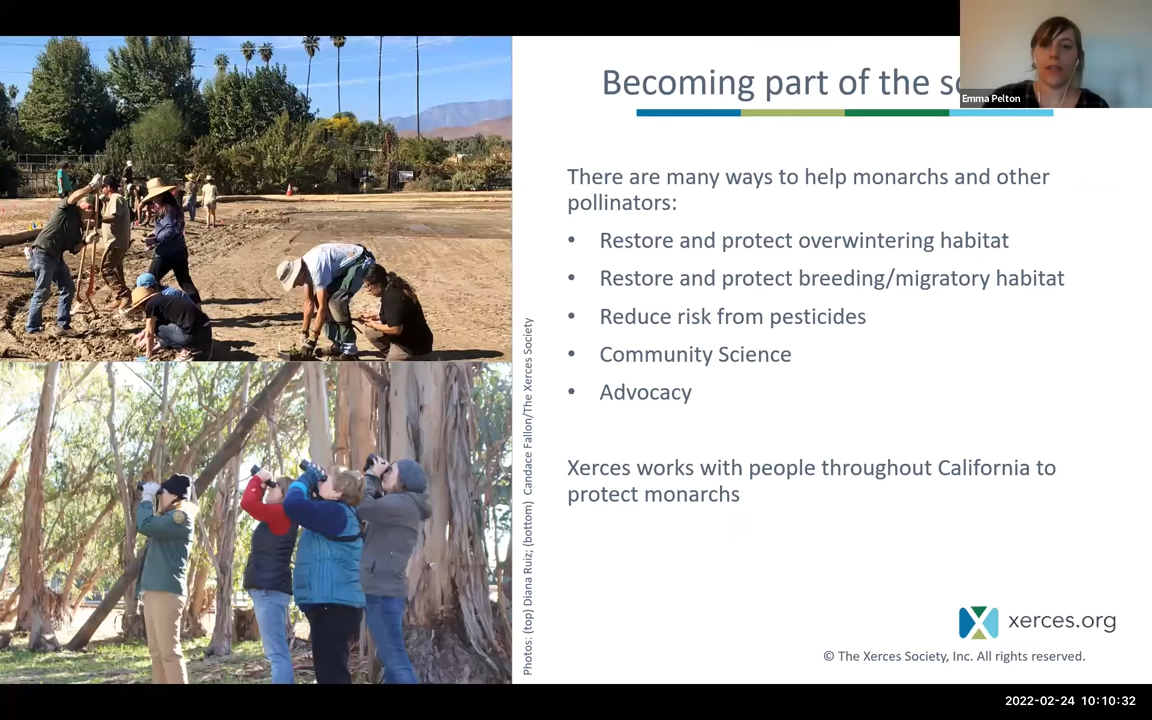 Becoming part of the
Emma Pelton
There are many ways to help monarchs and other
pollinators:
• Restore and protect overwintering habitat
• Restore and protect breeding/migratory habitat
• Reduce risk from pesticides
• Community Science
• Advocacy
Xerces works with people throughout California to
protect monarchs
Photos: (top) Diana Ruiz; (bottom) Candace Fallon/The Xerces Society
xerces.org
© The Xerces Society, Inc. All rights reserved.
2022-02-24 10:10:32